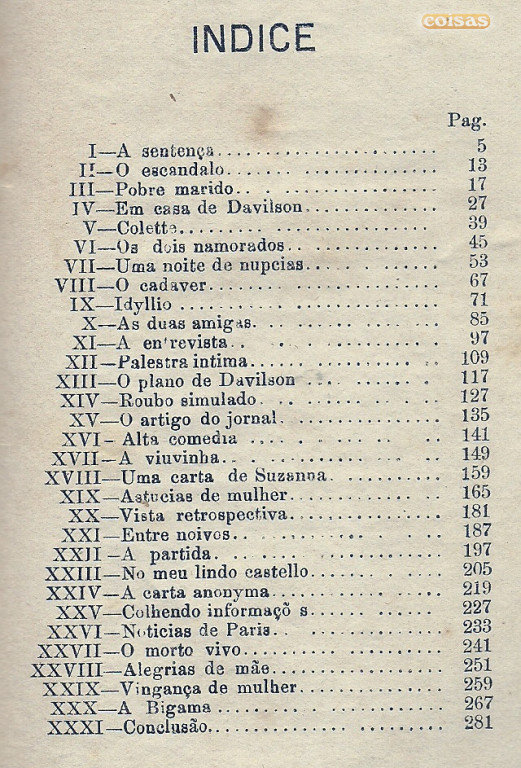 coisas
INDICE
Pag.
I—A sentença 5
II—O escandalo 13
III—Pobre marido 17
IV—Em casa de Davilson 27
V—Colette 39
VI—Os dois namorados 45
VII—Uma noite de nupcias 53
VIII—O cadaver 67
IX—Idyllio 71
X—As duas amigas 85
XI—A en'revista 97
XII—Palestra intima 109
XIII—O plano de Davilson 117
XIV—Roubo simulado 127
XV—O artigo do jornal 135
XVI-Alta comedia 141
XVII-A viuvinha 149
XVIII—Uma carta de Suzanna 159
XIX—Astucias de mulher 165
XX—Vista retrospectiva 181
XXI—Entre noivos 187
XXII-A partida 197
XXIII—No meu lindo castello 205
XXIV—A carta anonyma 219
XXV—Colhendo informaçõ s 227
XXVI—Noticias de Paris 233
XXVII—O morto vivo 241
XXVIII—Alegrias de mãe 251
XXIX—Vingança de mulher 259
XXX—A Bigama 267
XXXI—Conclusão 281